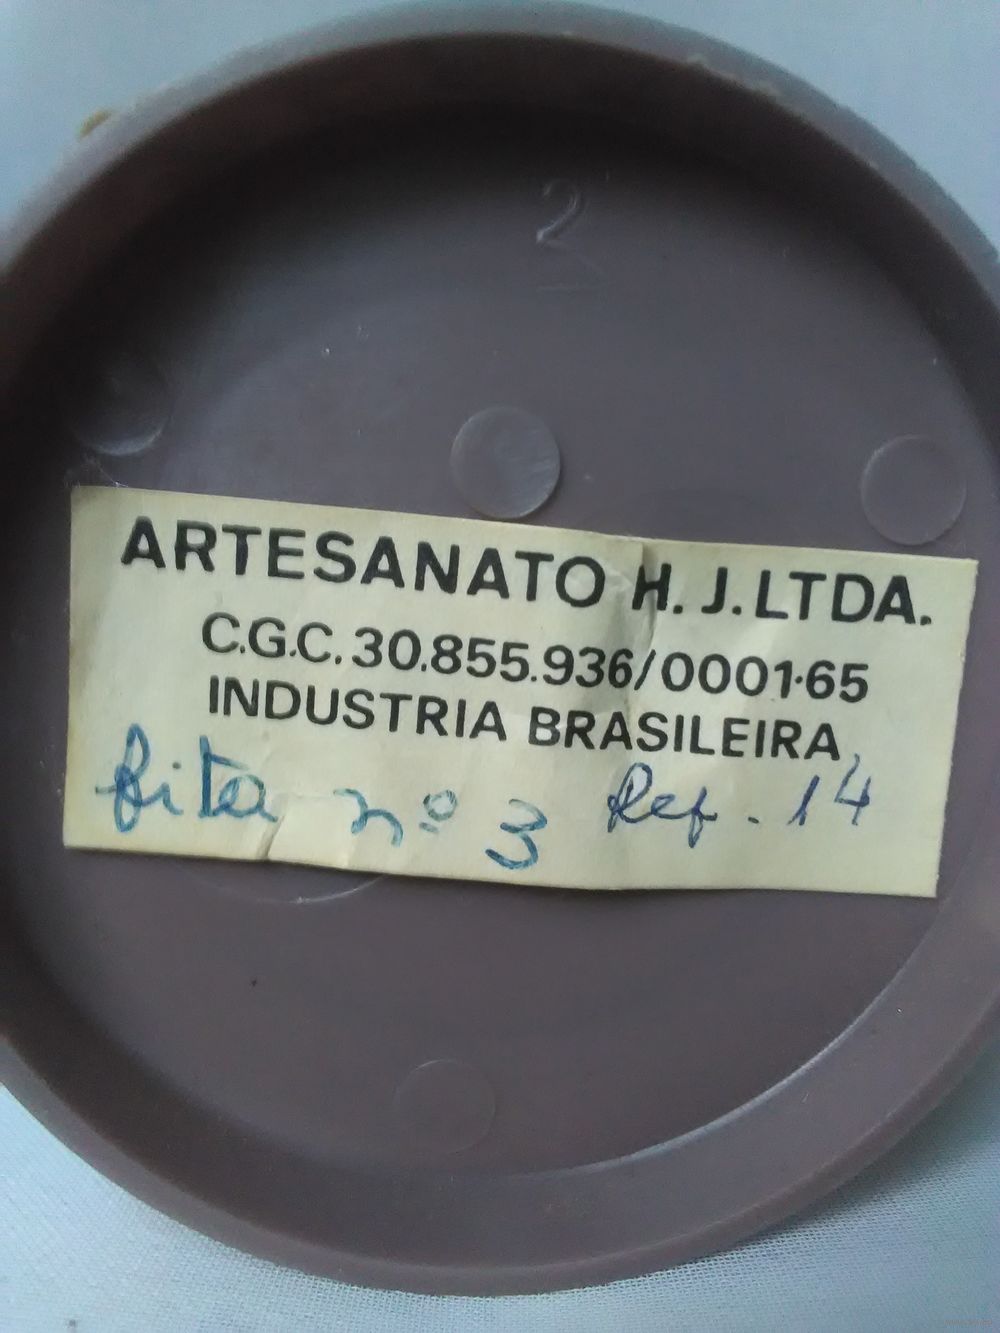 2
ARTESANATO H. J. LTDA.
C.G.C. 30.855.936/0001·65
INDUSTRIA BRASILEIRA
fita nº 3 Ref. 14